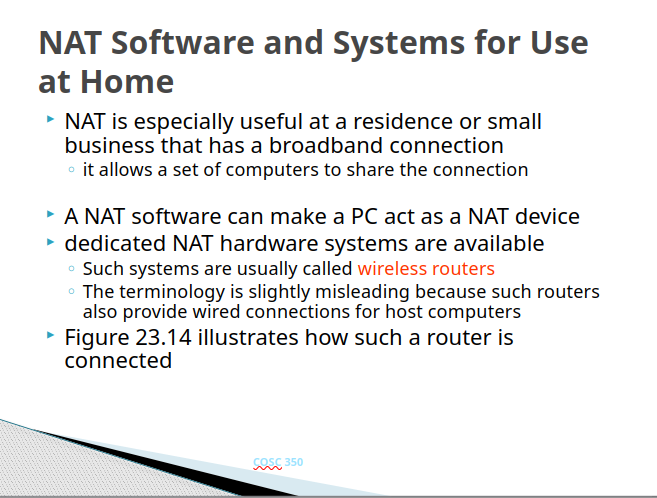 NAT Software and Systems for Use
at Home
NAT is especially useful at a residence or small
business that has a broadband connection
it allows a set of computers to share the connection
A NAT software can make a PC act as a NAT device
dedicated NAT hardware systems are available
Such systems are usually called wireless routers
The terminology is slightly misleading because such routers
also provide wired connections for host computers
Figure 23.14 illustrates how such a router is
connected
COSC 350